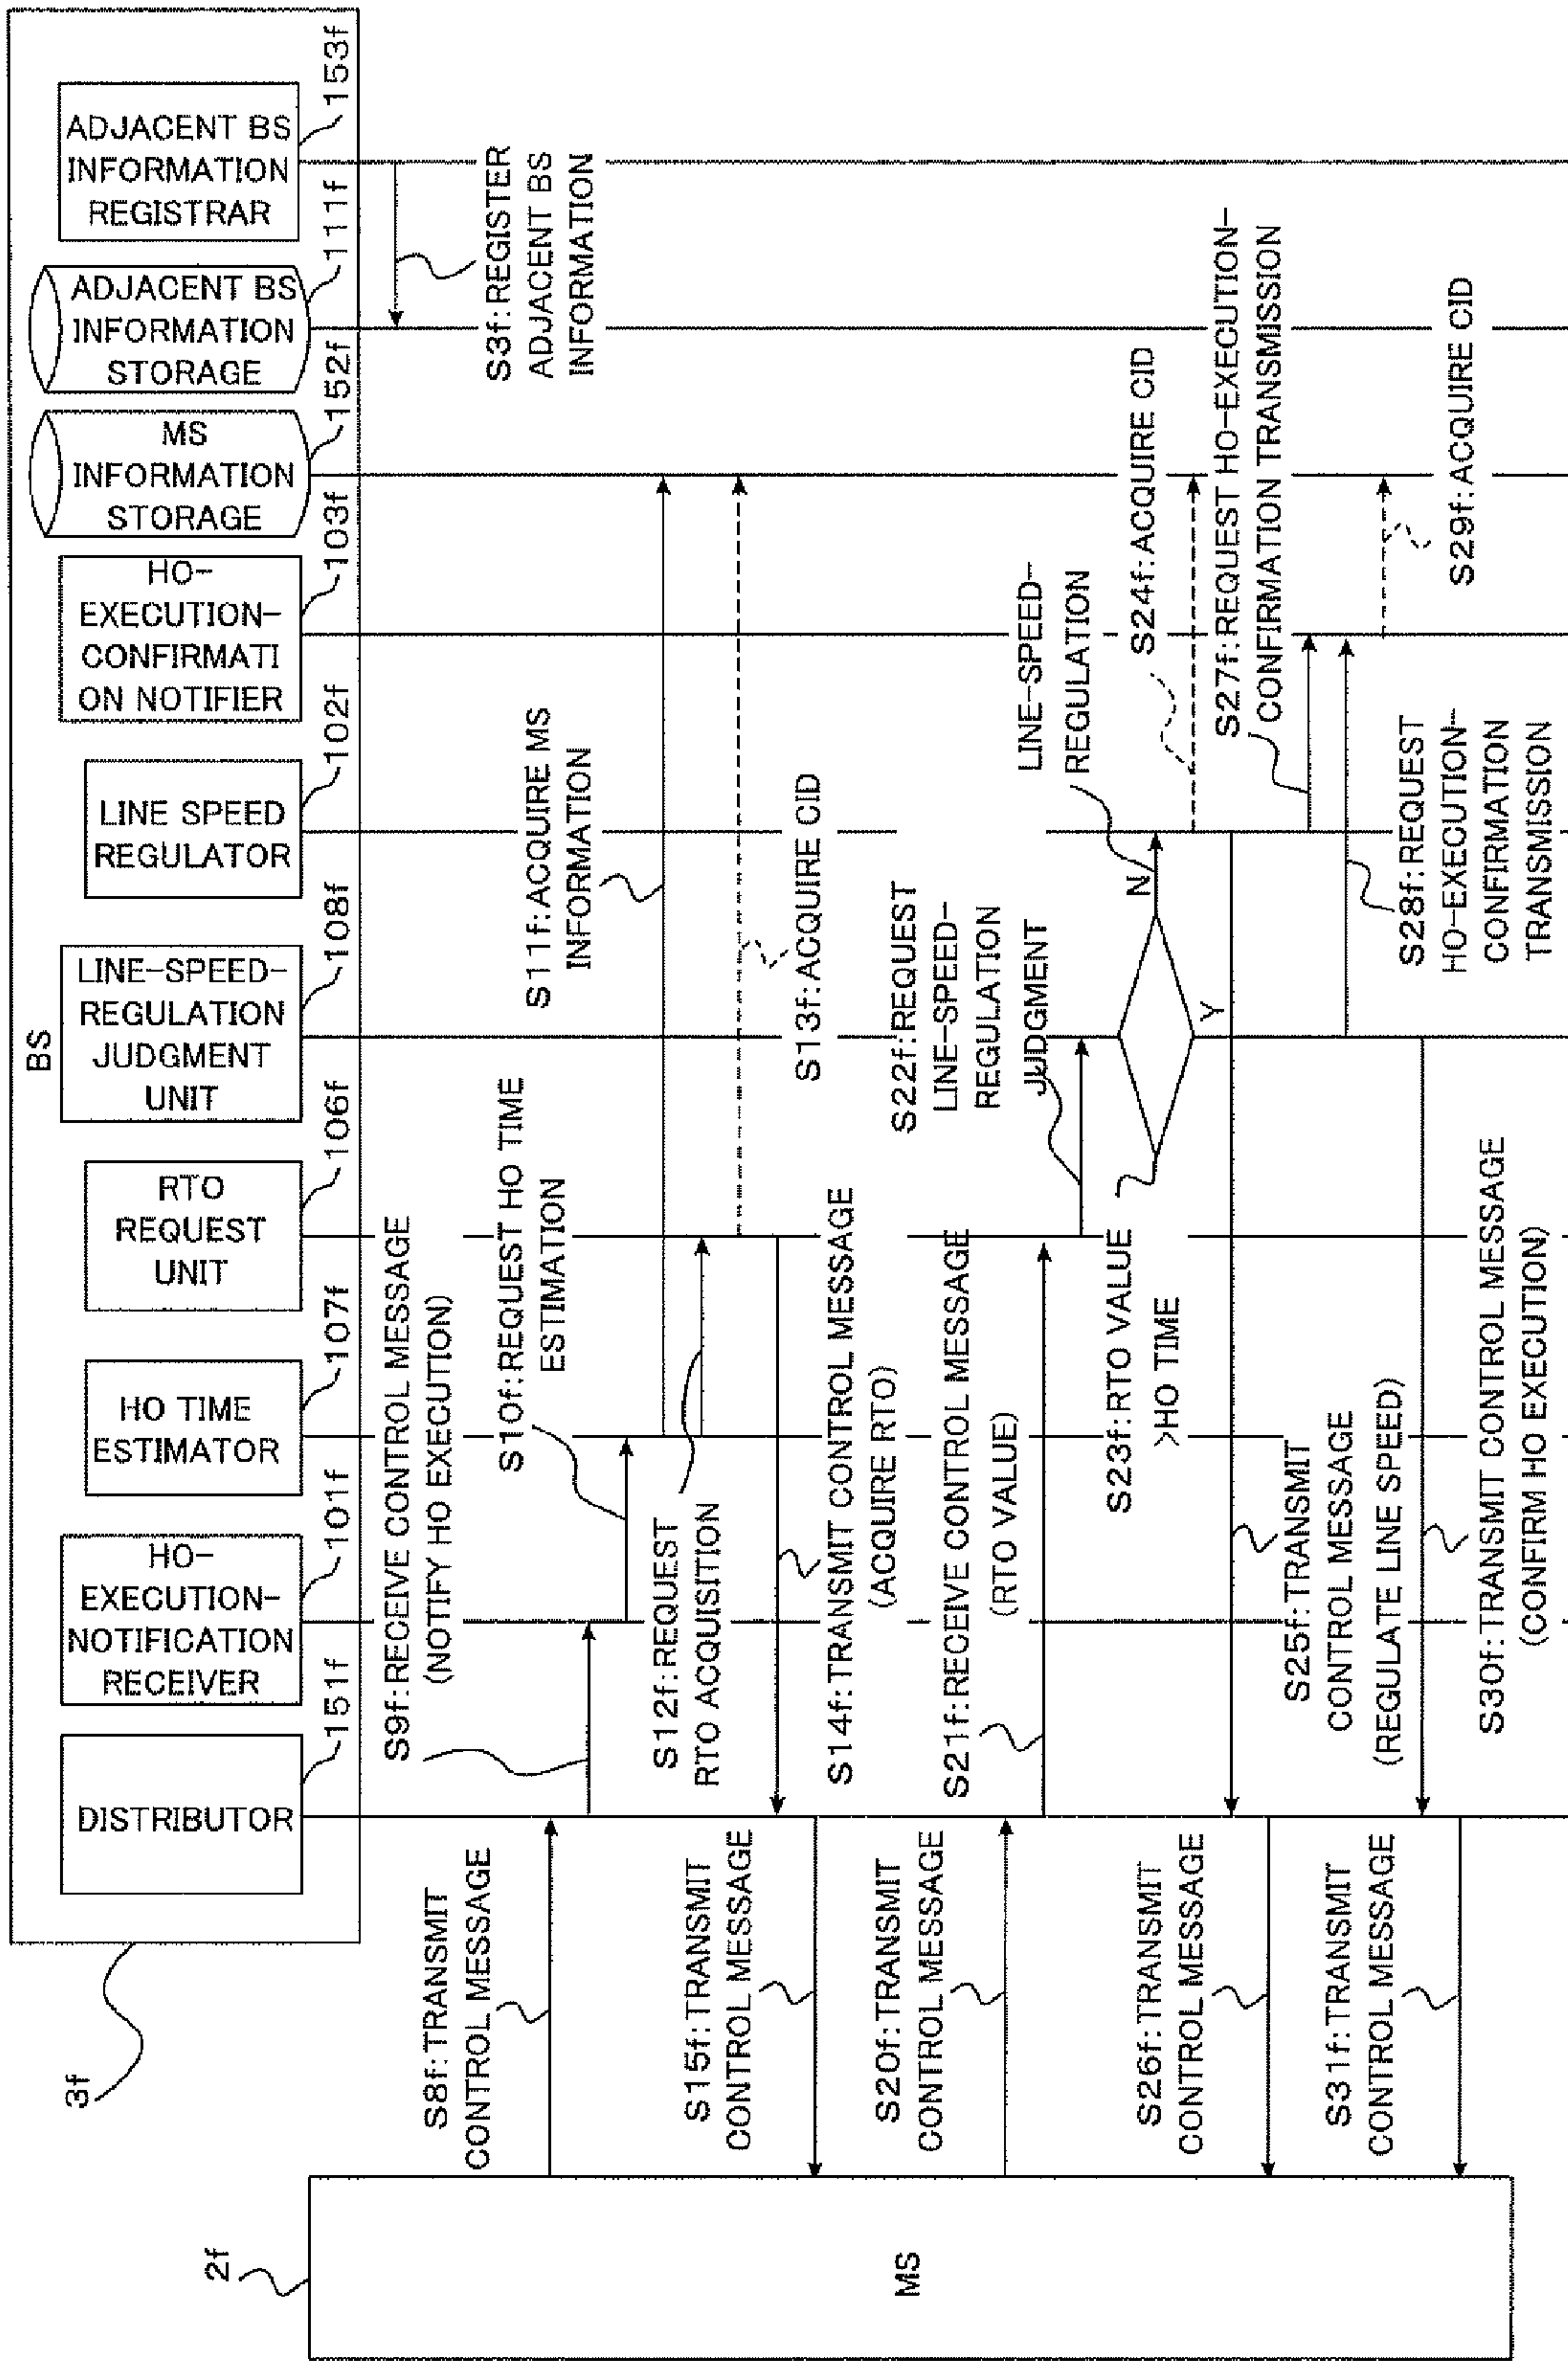 BS
3f
DISTRIBUTOR
151f
HO-
EXECUTION-
NOTIFICATION
RECEIVER
101f
HO TIME
ESTIMATOR
107f
RTO
REQUEST
UNIT
106f
LINE-SPEED-
REGULATION
JUDGMENT
UNIT
108f
LINE SPEED
REGULATOR
102f
HO-
EXECUTION-
CONFIRMATI
ON NOTIFIER
103f
MS
INFORMATION
STORAGE
152f
ADJACENT BS
INFORMATION
STORAGE
111f
ADJACENT BS
INFORMATION
REGISTRAR
153f
2f
MS
S3f:REGISTER
ADJACENT BS
INFORMATION
S8f:TRANSMIT
CONTROL MESSAGE
S9f:RECEIVE CONTROL MESSAGE
(NOTIFY HO EXECUTION)
S10f:REQUEST HO TIME
ESTIMATION
S11f:ACQUIRE MS
INFORMATION
S12f:REQUEST
RTO ACQUISITION
S13f:ACQUIRE CID
S14f:TRANSMIT CONTROL MESSAGE
(ACQUIRE RTO)
S15f:TRANSMIT
CONTROL MESSAGE
S20f:TRANSMIT
CONTROL MESSAGE
S21f:RECEIVE CONTROL MESSAGE
(RTO VALUE)
S22f:REQUEST
LINE-SPEED-
REGULATION
JUDGMENT
S23f:RTO VALUE
>HO TIME
N
Y
LINE-SPEED-
REGULATION
S24f:ACQUIRE CID
S25f:TRANSMIT
CONTROL MESSAGE
(REGULATE LINE SPEED)
S26f:TRANSMIT
CONTROL MESSAGE
S27f:REQUEST HO-EXECUTION-
CONFIRMATION TRANSMISSION
S28f:REQUEST
HO-EXECUTION-
CONFIRMATION
TRANSMISSION
S29f:ACQUIRE CID
S30f:TRANSMIT CONTROL MESSAGE
(CONFIRM HO EXECUTION)
S31f:TRANSMIT
CONTROL MESSAGE